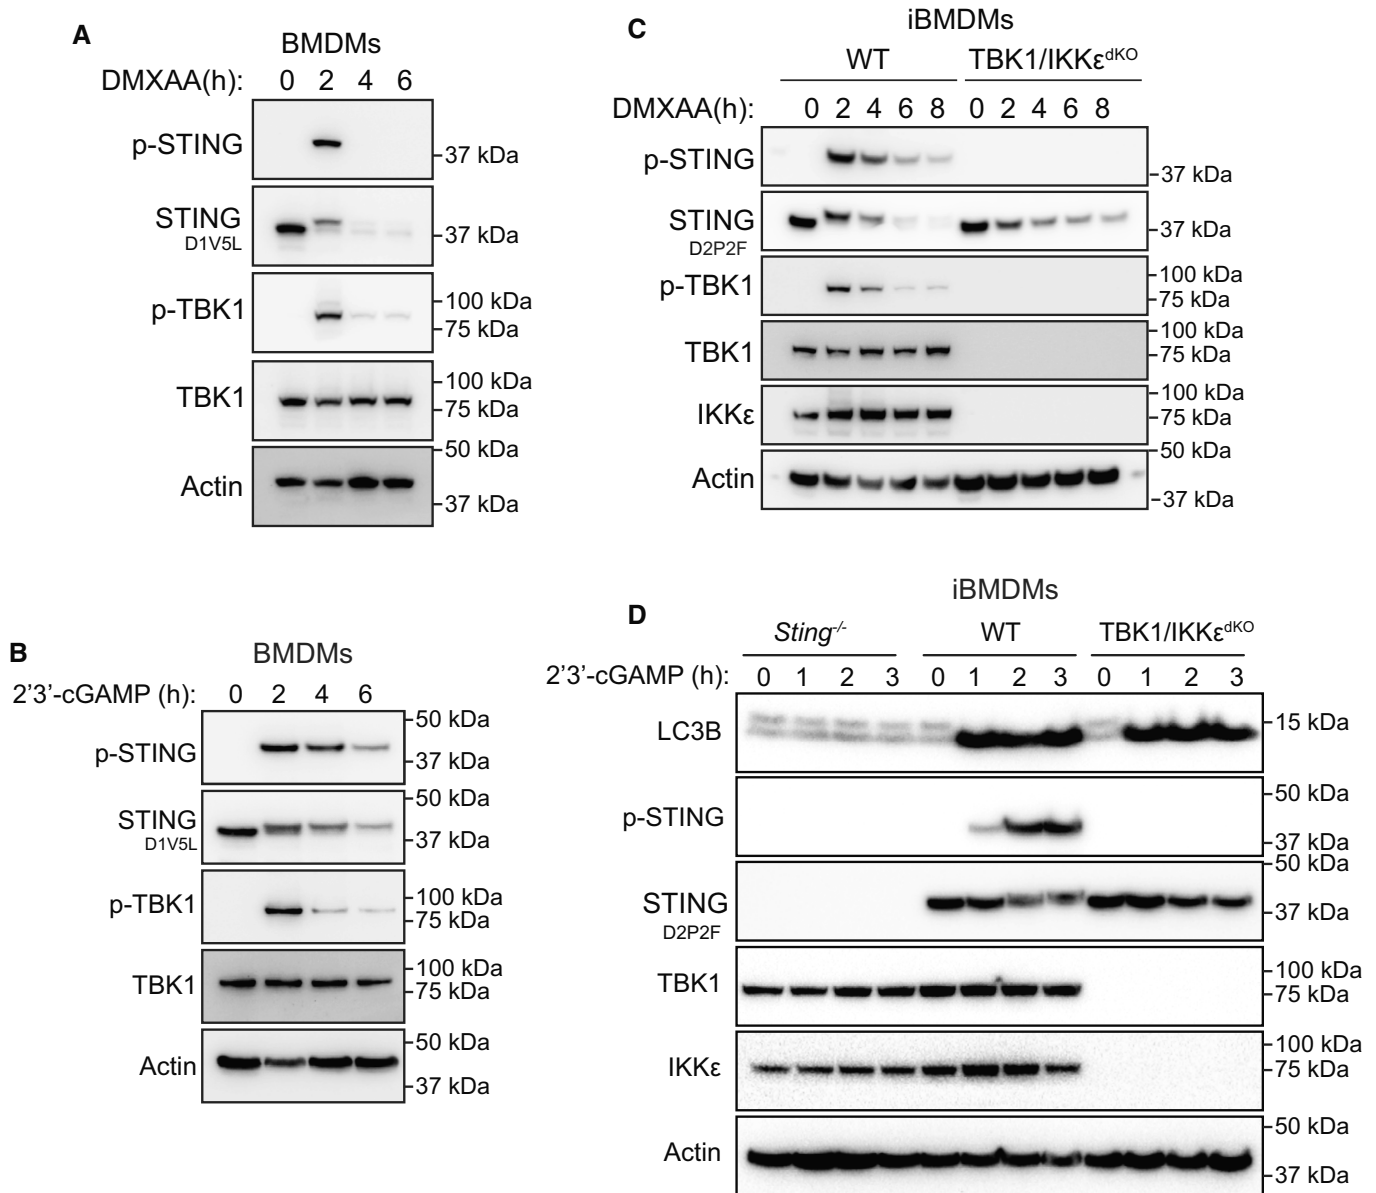 A
BMDMs
DMXAA(h): 0 2 4 6
p-STING
37 kDa
STING
D1V5L
37 kDa
p-TBK1
100 kDa
75 kDa
TBK1
100 kDa
75 kDa
Actin
50 kDa
37 kDa
B
BMDMs
2'3'-cGAMP (h): 0 2 4 6
p-STING
50 kDa
37 kDa
STING
D1V5L
50 kDa
37 kDa
p-TBK1
100 kDa
75 kDa
TBK1
100 kDa
75 kDa
Actin
50 kDa
37 kDa
C
iBMDMs
WT TBK1/IKKε^dKO
DMXAA(h): 0 2 4 6 8 0 2 4 6 8
p-STING
37 kDa
STING
D2P2F
37 kDa
p-TBK1
100 kDa
75 kDa
TBK1
100 kDa
75 kDa
IKKε
100 kDa
75 kDa
Actin
50 kDa
37 kDa
D
iBMDMs
Sting-/- WT TBK1/IKKε^dKO
2'3'-cGAMP (h): 0 1 2 3 0 1 2 3 0 1 2 3
LC3B
15 kDa
p-STING
50 kDa
37 kDa
STING
D2P2F
50 kDa
37 kDa
TBK1
100 kDa
75 kDa
IKKε
100 kDa
75 kDa
Actin
50 kDa
37 kDa